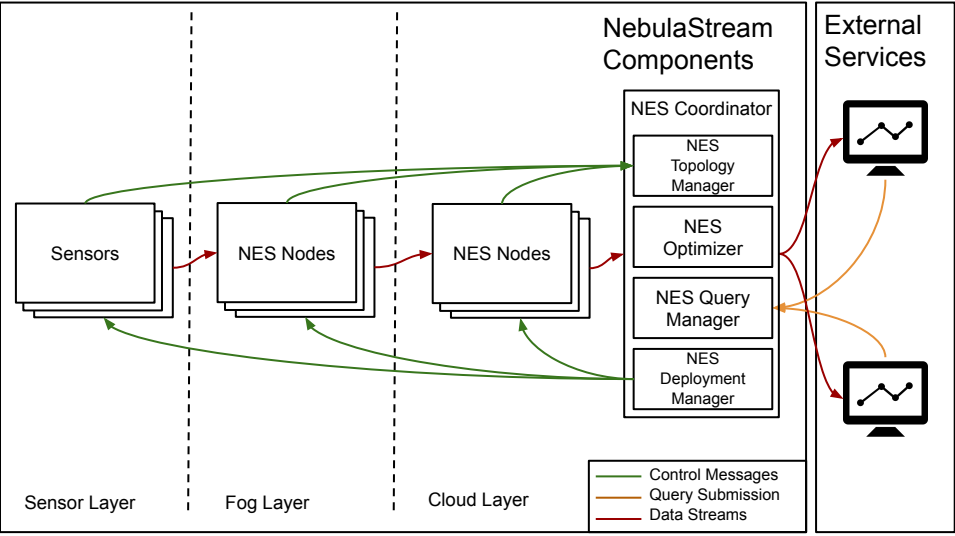 NebulaStream
Components
External
Services
NES Coordinator
NES
Topology
Manager
Sensors
NES Nodes
NES Nodes
NES
Optimizer
NES Query
Manager
NES
Deployment
Manager
Sensor Layer
Fog Layer
Cloud Layer
Control Messages
Query Submission
Data Streams